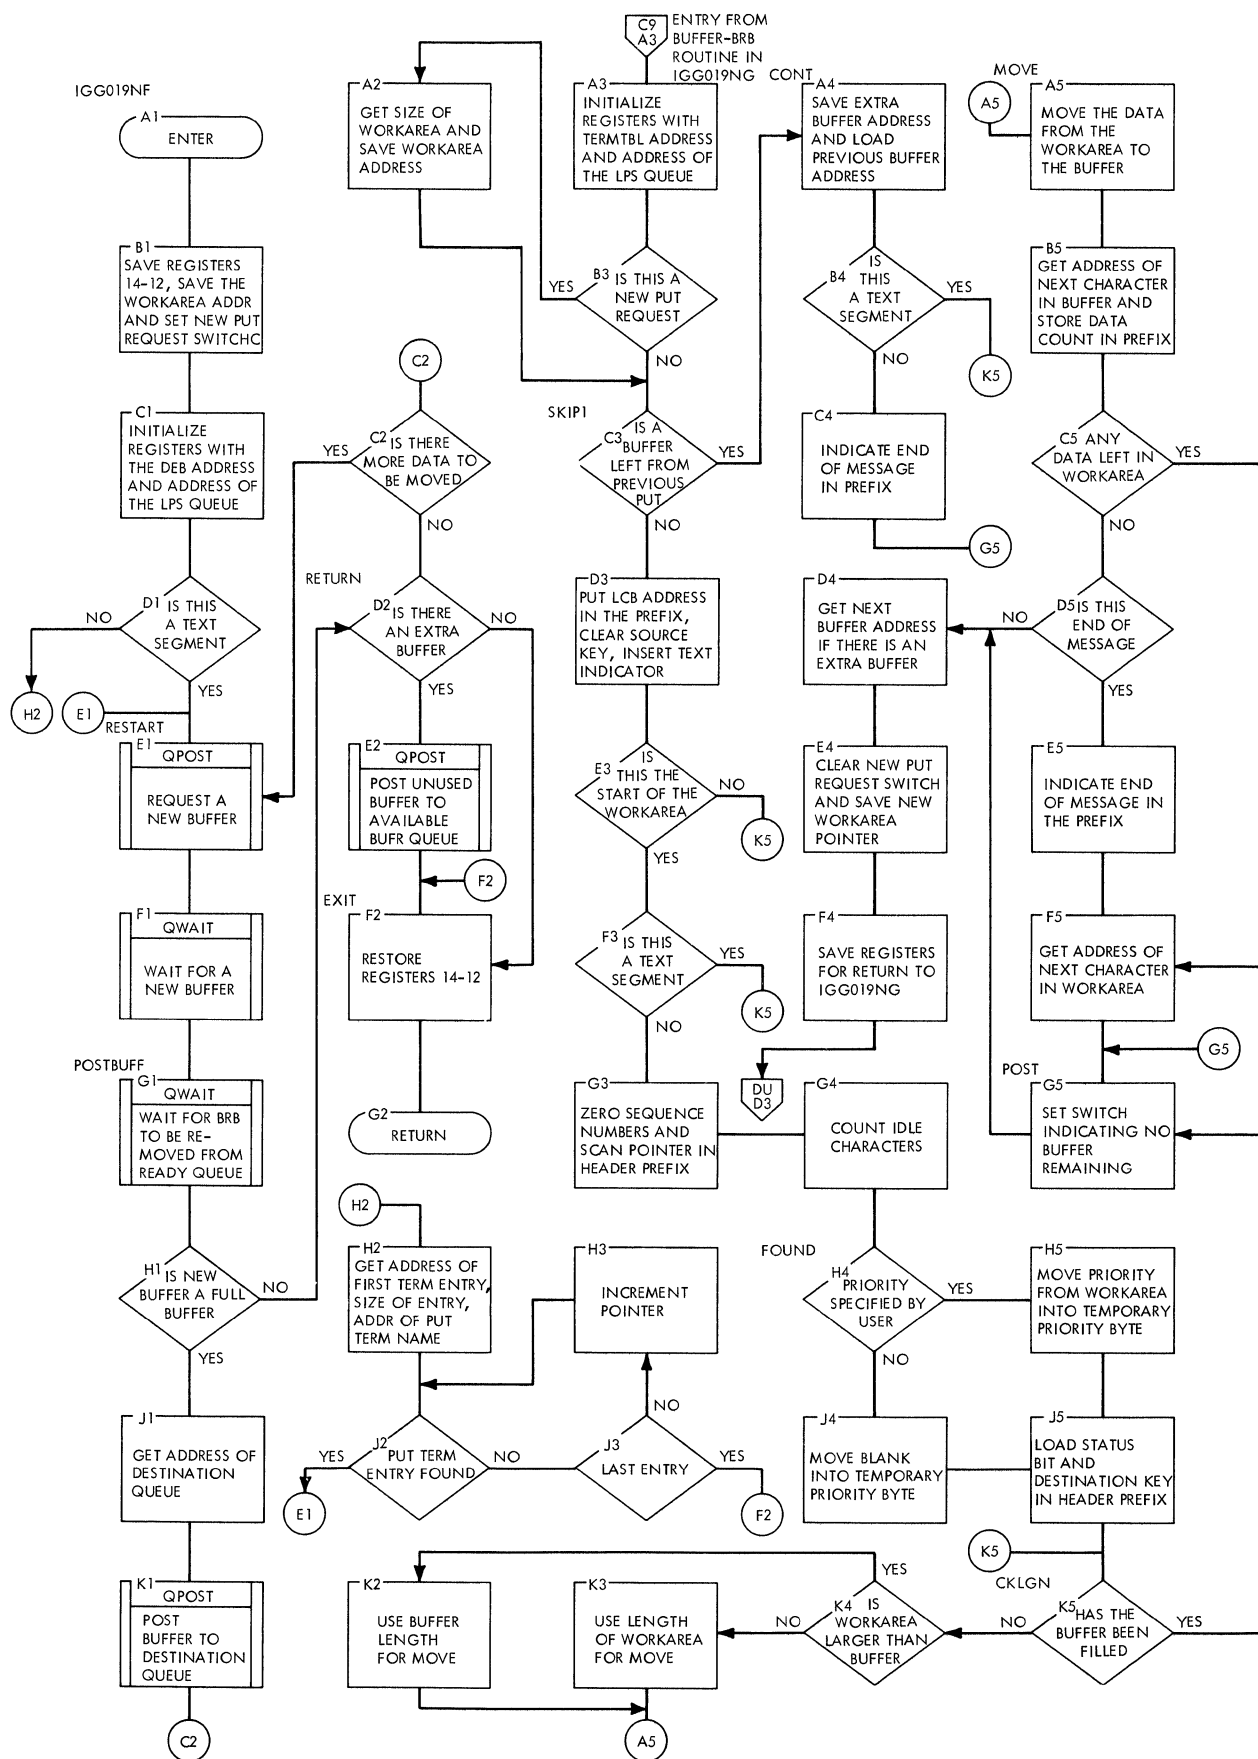 C9
A3
ENTRY FROM
BUFFER-BRB
ROUTINE IN
IGG019NG
IGG019NF
A1
ENTER
B1
SAVE REGISTERS
14-12, SAVE THE
WORKAREA ADDR
AND SET NEW PUT
REQUEST SWITCHC
C1
INITIALIZE
REGISTERS WITH
THE DEB ADDRESS
AND ADDRESS OF
THE LPS QUEUE
D1
IS THIS
A TEXT
SEGMENT
NO
YES
H2
E1
RESTART
E1
QPOST
REQUEST A
NEW BUFFER
F1
QWAIT
WAIT FOR A
NEW BUFFER
POSTBUFF
G1
QWAIT
WAIT FOR BRB
TO BE RE-
MOVED FROM
READY QUEUE
H1
IS NEW
BUFFER A FULL
BUFFER
NO
YES
J1
GET ADDRESS OF
DESTINATION
QUEUE
K1
QPOST
POST
BUFFER TO
DESTINATION
QUEUE
C2
A2
GET SIZE OF
WORKAREA AND
SAVE WORKAREA
ADDRESS
C2
C2
IS THERE
MORE DATA TO
BE MOVED
YES
NO
RETURN
D2
IS THERE
AN EXTRA
BUFFER
NO
YES
E2
QPOST
POST UNUSED
BUFFER TO
AVAILABLE
BUFR QUEUE
F2
EXIT
F2
RESTORE
REGISTERS 14-12
G2
RETURN
H2
H2
GET ADDRESS OF
FIRST TERM ENTRY,
SIZE OF ENTRY,
ADDR OF PUT
TERM NAME
J2
PUT TERM
ENTRY FOUND
YES
NO
E1
K2
USE BUFFER
LENGTH
FOR MOVE
A3
INITIALIZE
REGISTERS WITH
TERMTBL ADDRESS
AND ADDRESS OF
THE LPS QUEUE
B3
IS THIS A
NEW PUT
REQUEST
YES
NO
SKIP1
C3
IS A
BUFFER
LEFT FROM
PREVIOUS
PUT
YES
NO
D3
PUT LCB ADDRESS
IN THE PREFIX,
CLEAR SOURCE
KEY, INSERT TEXT
INDICATOR
E3
IS
THIS THE
START OF THE
WORKAREA
NO
YES
K5
F3
IS THIS
A TEXT
SEGMENT
YES
NO
K5
G3
ZERO SEQUENCE
NUMBERS AND
SCAN POINTER IN
HEADER PREFIX
H3
INCREMENT
POINTER
NO
J3
LAST ENTRY
YES
F2
K3
USE LENGTH
OF WORKAREA
FOR MOVE
A5
CONT
A4
SAVE EXTRA
BUFFER ADDRESS
AND LOAD
PREVIOUS BUFFER
ADDRESS
B4
IS
THIS
A TEXT
SEGMENT
YES
NO
K5
C4
INDICATE END
OF MESSAGE
IN PREFIX
G5
D4
GET NEXT
BUFFER ADDRESS
IF THERE IS AN
EXTRA BUFFER
E4
CLEAR NEW PUT
REQUEST SWITCH
AND SAVE NEW
WORKAREA
POINTER
F4
SAVE REGISTERS
FOR RETURN TO
IGG019NG
DU
D3
G4
COUNT IDLE
CHARACTERS
FOUND
H4
PRIORITY
SPECIFIED BY
USER
YES
NO
J4
MOVE BLANK
INTO TEMPORARY
PRIORITY BYTE
YES
K4
IS
WORKAREA
LARGER THAN
BUFFER
NO
MOVE
A5
A5
MOVE THE DATA
FROM THE
WORKAREA TO
THE BUFFER
B5
GET ADDRESS OF
NEXT CHARACTER
IN BUFFER AND
STORE DATA
COUNT IN PREFIX
C5
ANY
DATA LEFT IN
WORKAREA
YES
NO
D5
IS THIS
END OF
MESSAGE
NO
YES
E5
INDICATE END
OF MESSAGE IN
THE PREFIX
F5
GET ADDRESS OF
NEXT CHARACTER
IN WORKAREA
G5
POST
G5
SET SWITCH
INDICATING NO
BUFFER
REMAINING
H5
MOVE PRIORITY
FROM WORKAREA
INTO TEMPORARY
PRIORITY BYTE
J5
LOAD STATUS
BIT AND
DESTINATION KEY
IN HEADER PREFIX
K5
CKLGN
K5
HAS THE
BUFFER BEEN
FILLED
NO
YES